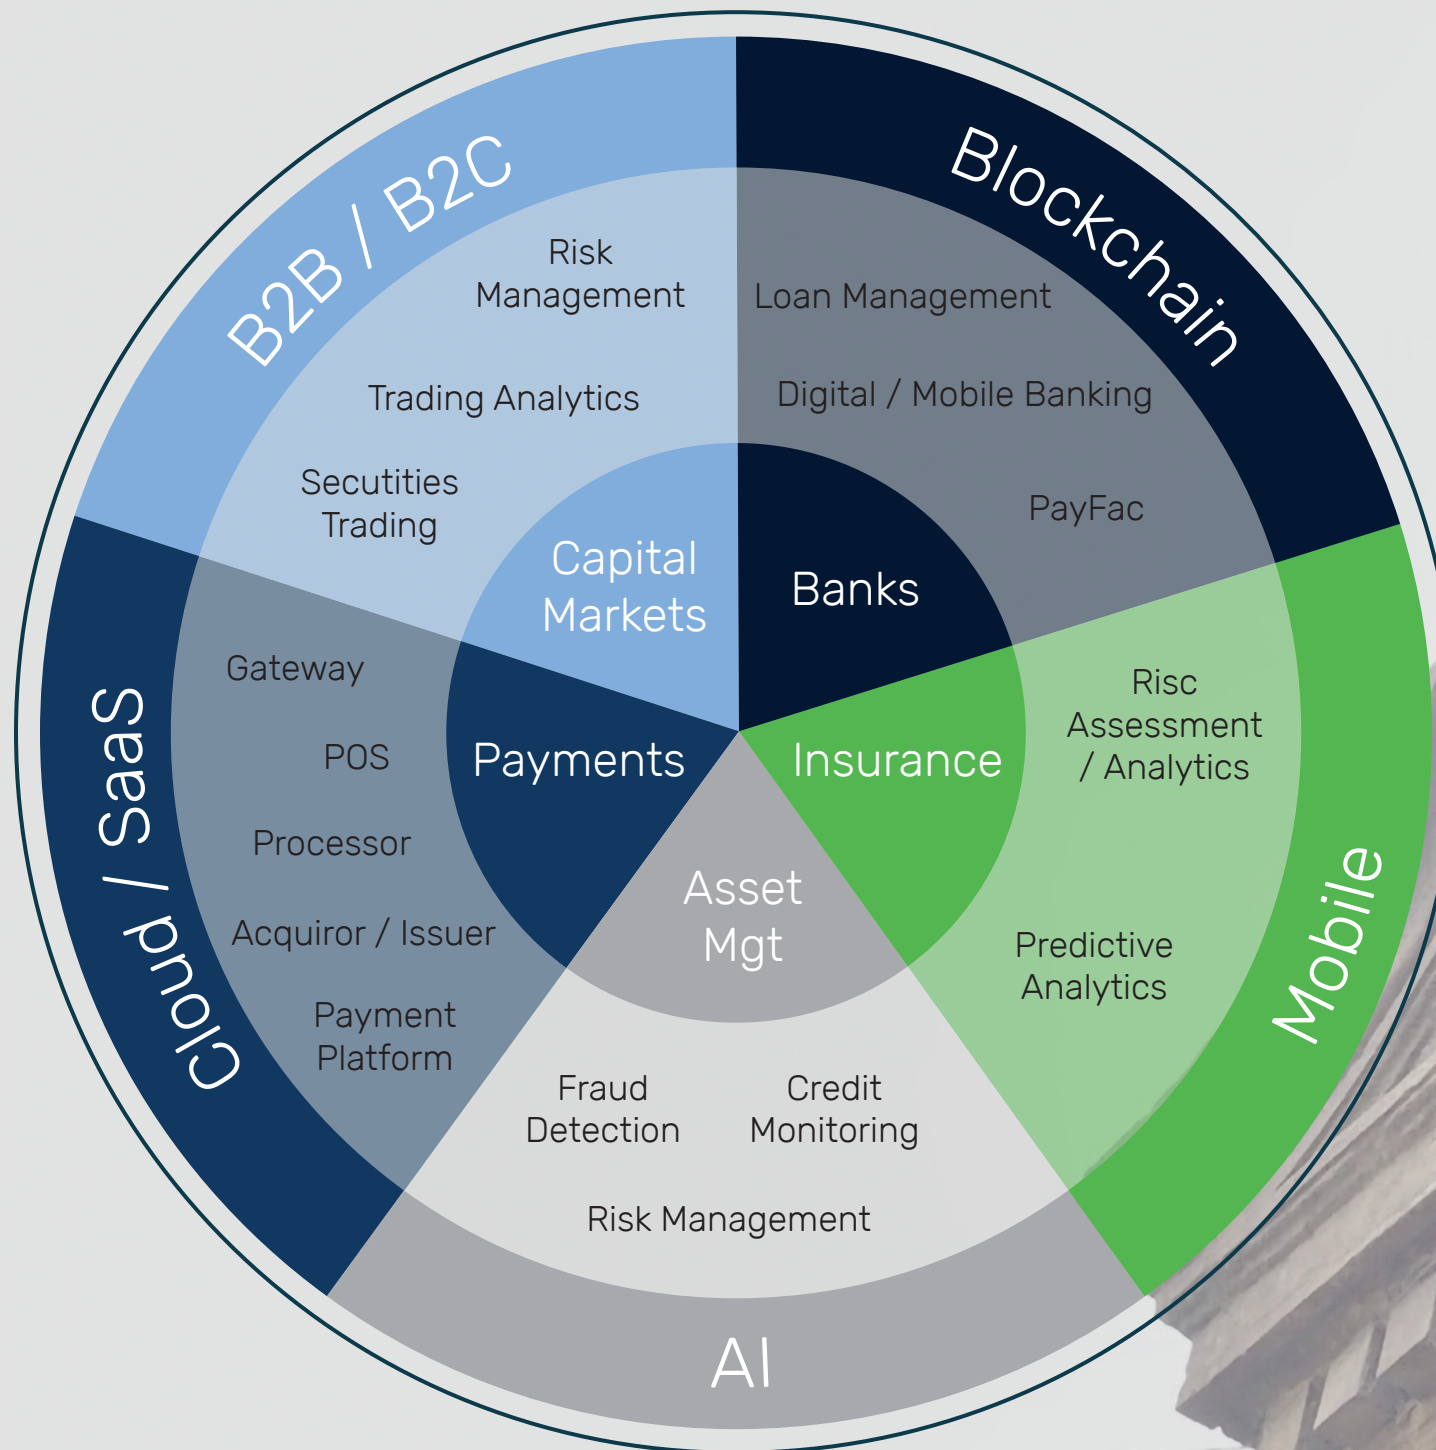 B2B / B2C
Blockchain
Risk
Management
Trading Analytics
Secutities
Trading
Capital
Markets
Loan Management
Digital / Mobile Banking
PayFac
Banks
Cloud / SaaS
Gateway
POS
Processor
Acquiror / Issuer
Payment
Platform
Payments
Insurance
Risc
Assessment
/ Analytics
Predictive
Analytics
Mobile
Asset
Mgt
Fraud
Detection
Credit
Monitoring
Risk Management
AI